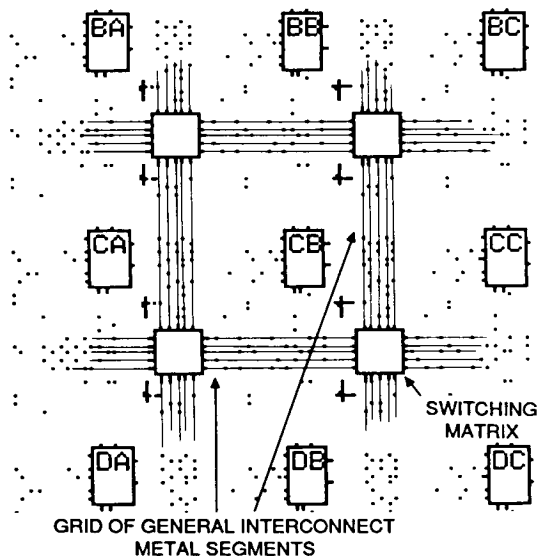 BA BB BC
CA CB CC
SWITCHING
MATRIX
DA DB DC
GRID OF GENERAL INTERCONNECT
METAL SEGMENTS